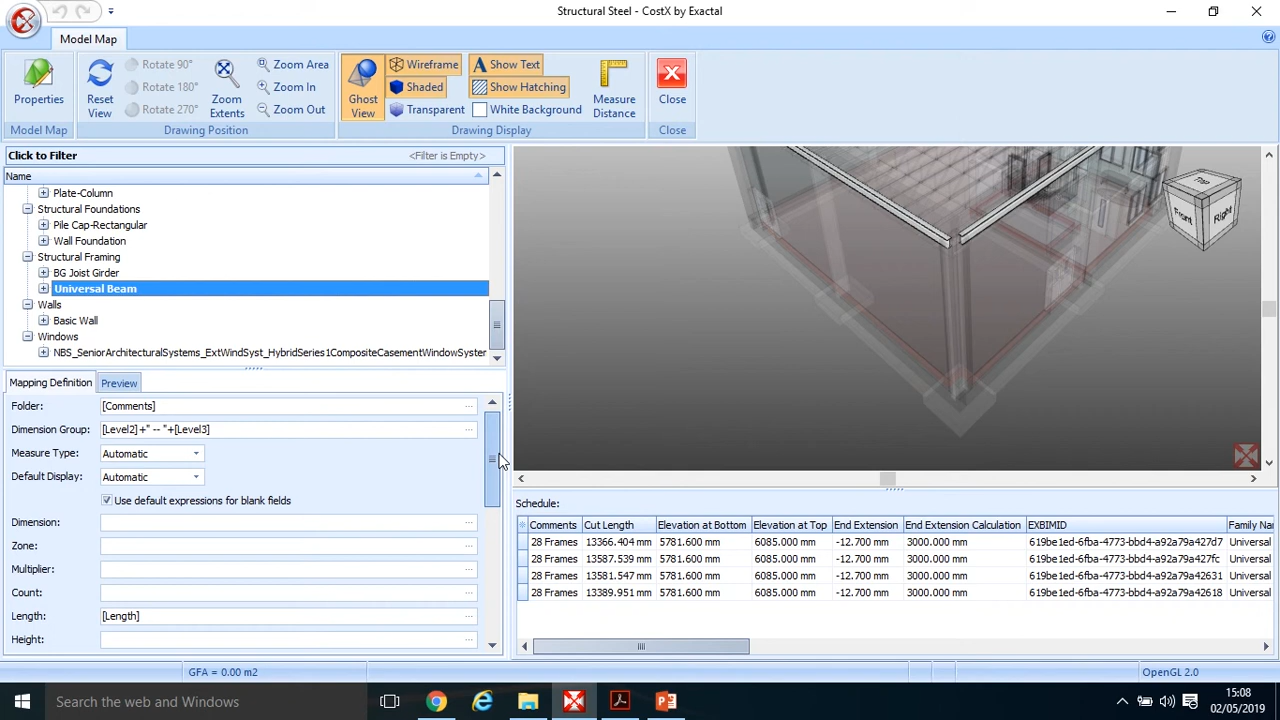 Structural Steel - CostX by Exactal
Model Map
Properties
Reset View
Rotate 90°
Rotate 180°
Rotate 270°
Zoom Extents
Zoom Area
Zoom In
Zoom Out
Ghost View
Wireframe
Shaded
Transparent
Show Text
Show Hatching
White Background
Measure Distance
Close
Model Map
Drawing Position
Drawing Display
Close
Click to Filter
<Filter is Empty>
Name
Plate-Column
Structural Foundations
Pile Cap-Rectangular
Wall Foundation
Structural Framing
BG Joist Girder
Universal Beam
Walls
Basic Wall
Windows
NBS_SeniorArchitecturalSystems_ExtWindSyst_HybridSeries1CompositeCasementWindowSyster
Top
Front
Right
Mapping Definition
Preview
Folder: [Comments]
Dimension Group: [Level2]+" -- "+[Level3]
Measure Type: Automatic
Default Display: Automatic
Use default expressions for blank fields
Dimension:
Zone:
Multiplier:
Count:
Length: [Length]
Height:
Schedule:
Comments Cut Length Elevation at Bottom Elevation at Top End Extension End Extension Calculation EXBIMID Family Nar
28 Frames 13366.404 mm 5781.600 mm 6085.000 mm -12.700 mm 3000.000 mm 619be1ed-6fba-4773-bbd4-a92a79a427d7 Universal
28 Frames 13587.539 mm 5781.600 mm 6085.000 mm -12.700 mm 3000.000 mm 619be1ed-6fba-4773-bbd4-a92a79a427fc Universal
28 Frames 13581.547 mm 5781.600 mm 6085.000 mm -12.700 mm 3000.000 mm 619be1ed-6fba-4773-bbd4-a92a79a42631 Universal
28 Frames 13389.951 mm 5781.600 mm 6085.000 mm -12.700 mm 3000.000 mm 619be1ed-6fba-4773-bbd4-a92a79a42618 Universal
GFA = 0.00 m2
OpenGL 2.0
Search the web and Windows
15:08
02/05/2019